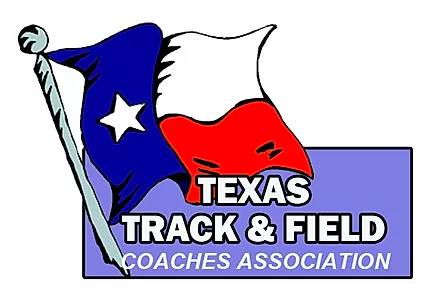 TEXAS
TRACK & FIELD
COACHES ASSOCIATION